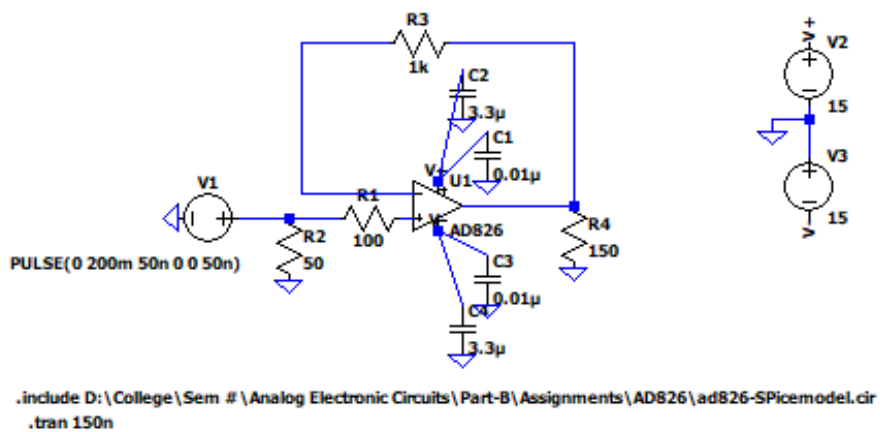 R3
1k
C2
3.3µ
C1
0.01µ
V+
U1
V1
R1
100
R2
50
PULSE(0 200m 50n 0 0 50n)
AD826
R4
150
C3
0.01µ
C4
3.3µ
V+
V2
15
V3
15
V-
.include D:\College\Sem #\Analog Electronic Circuits\Part-B\Assignments\AD826\ad826-SPicemodel.cir
.tran 150n